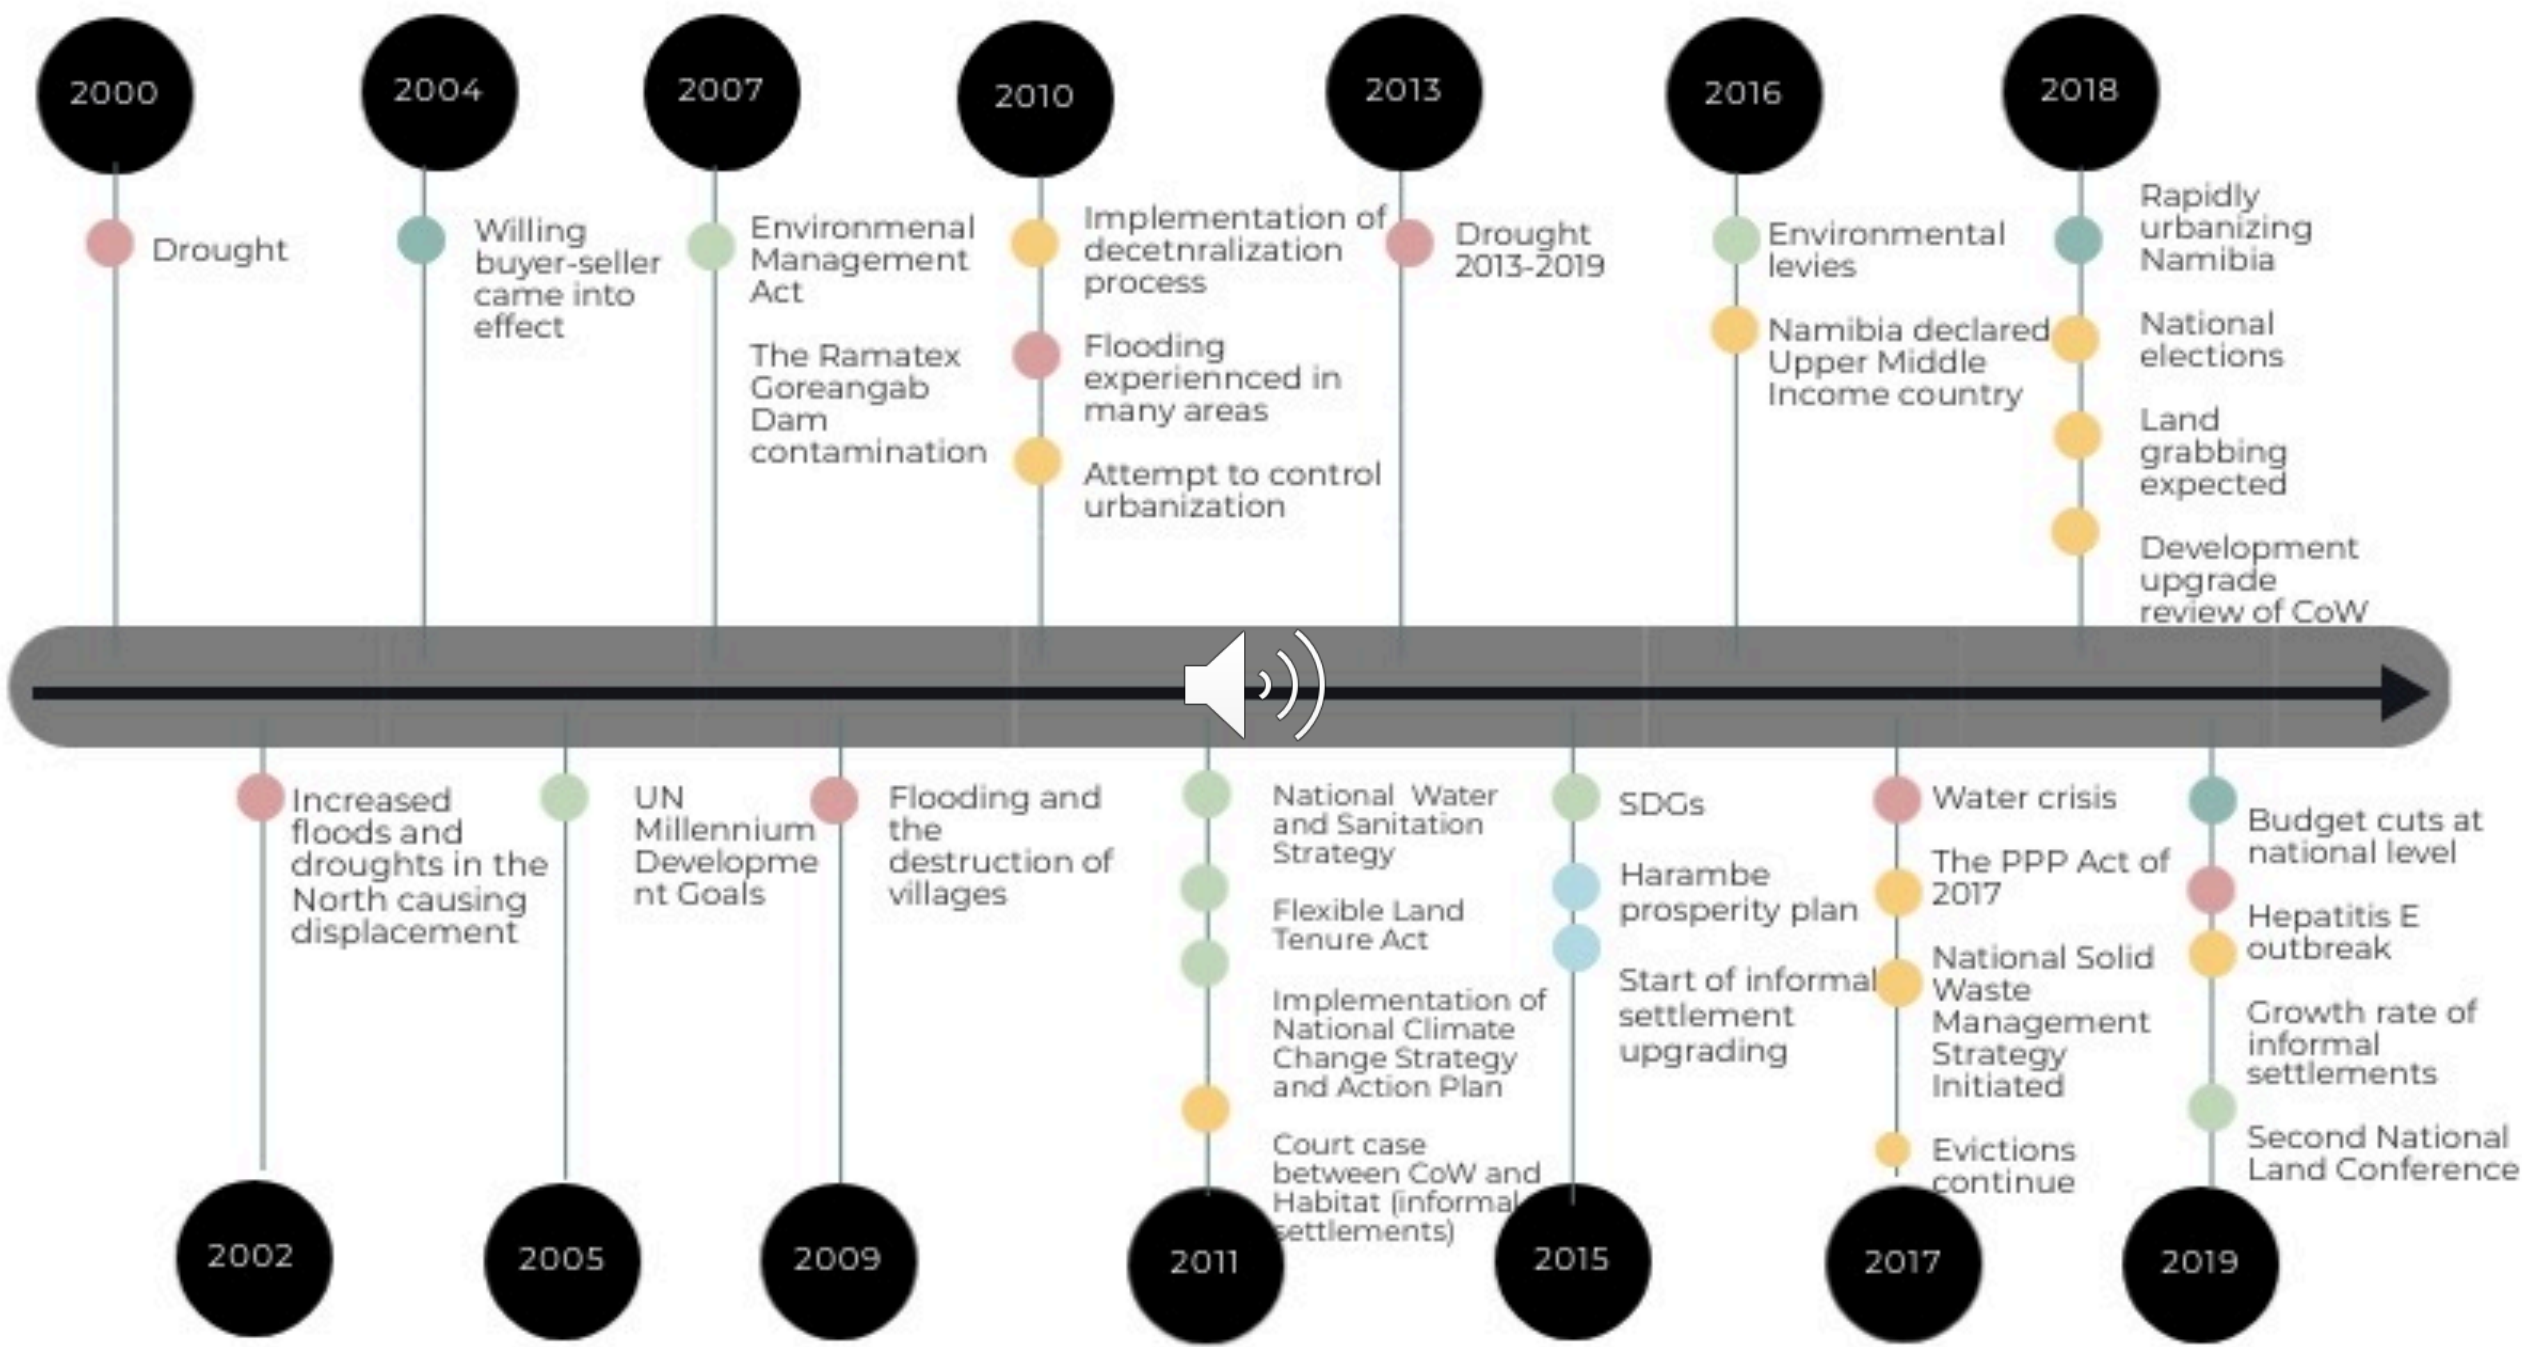 2000
Drought
2004
Willing
buyer-seller
came into
effect
2007
Environmenal
Management
Act
The Ramatex
Goreangab
Dam
contamination
2010
Implementation of
decetnralization
process
Flooding
experiennced in
many areas
Attempt to control
urbanization
2013
Drought
2013-2019
2016
Environmental
levies
Namibia declared
Upper Middle
Income country
2018
Rapidly
urbanizing
Namibia
National
elections
Land
grabbing
expected
Development
upgrade
review of CoW
Increased
floods and
droughts in the
North causing
displacement
2002
UN
Millennium
Developme
nt Goals
2005
Flooding and
the
destruction of
villages
2009
National Water
and Sanitation
Strategy
Flexible Land
Tenure Act
Implementation of
National Climate
Change Strategy
and Action Plan
Court case
between CoW and
Habitat (informal
settlements)
2011
SDGs
Harambe
prosperity plan
Start of informal
settlement
upgrading
2015
Water crisis
The PPP Act of
2017
National Solid
Waste
Management
Strategy
Initiated
Evictions
continue
2017
Budget cuts at
national level
Hepatitis E
outbreak
Growth rate of
informal
settlements
Second National
Land Conference
2019